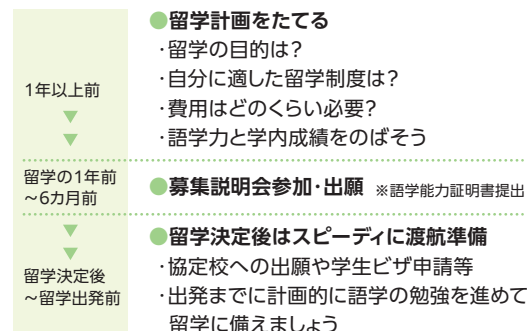 ●留学計画をたてる
・留学の目的は?
・自分に適した留学制度は?
1年以上前
・費用はどのくらい必要?
・語学力と学内成績をのばそう
留学の1年前
～6カ月前
●募集説明会参加・出願 ※語学能力証明書提出
●留学決定後はスピーディに渡航準備
留学決定後
～留学出発前
・協定校への出願や学生ビザ申請等
・出発までに計画的に語学の勉強を進めて
留学に備えましょう